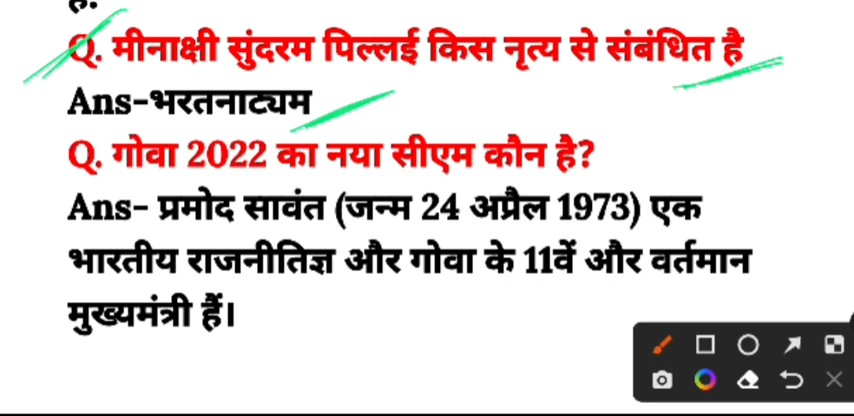 Q. मीनाक्षी सुंदरम पिल्लई किस नृत्य से संबंधित है
Ans-भरतनाट्यम
Q. गोवा 2022 का नया सीएम कौन है?
Ans- प्रमोद सावंत (जन्म 24 अप्रैल 1973) एक
भारतीय राजनीतिज्ञ और गोवा के 11वें और वर्तमान
मुख्यमंत्री हैं।